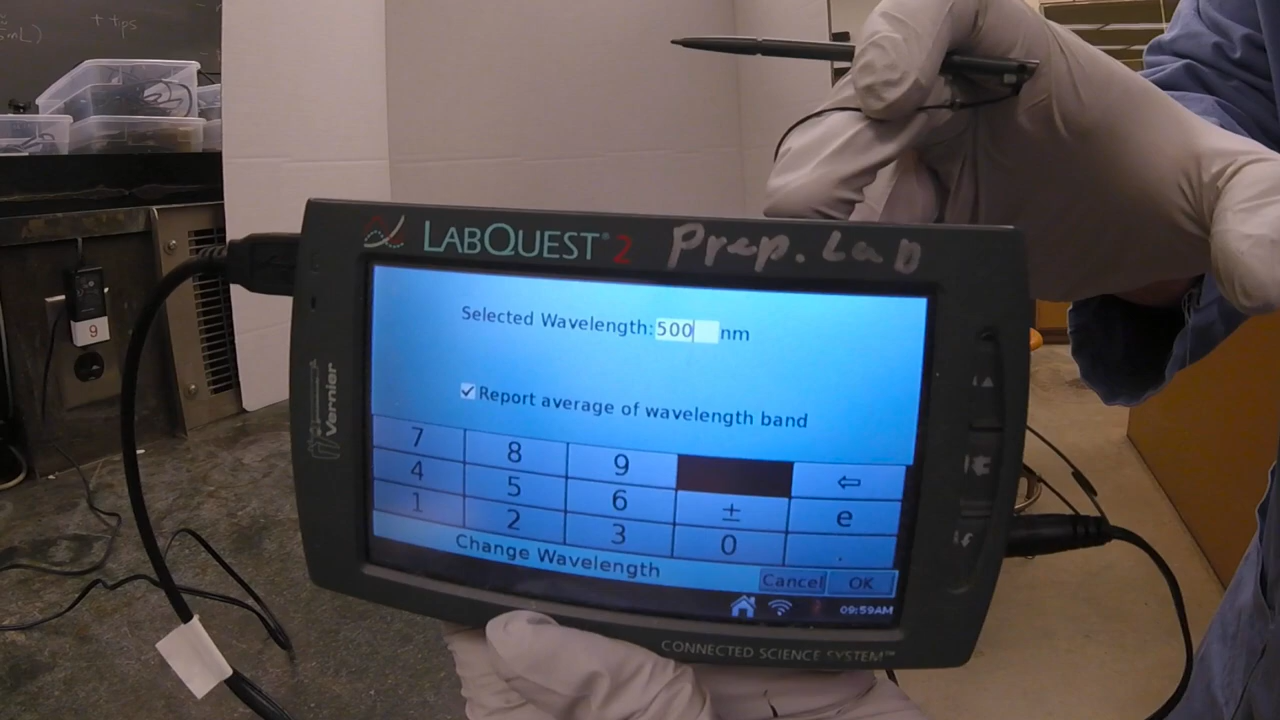 + tips
mL)
LABQUEST® 2 Prep. LaB
Selected Wavelength: 500 nm
Report average of wavelength band
7 8 9 ⇦
4 5 6 ± e
1 2 3 0 .
Change Wavelength
Cancel OK
09:59AM
CONNECTED SCIENCE SYSTEM™
Vernier
9